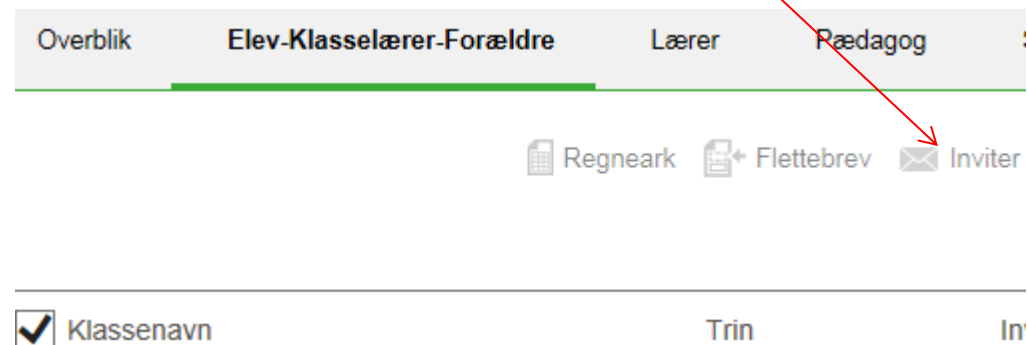 Overblik Elev-Klasselærer-Forældre Lærer Pædagog
Regneark Flettebrev Inviter
Klassenavn Trin